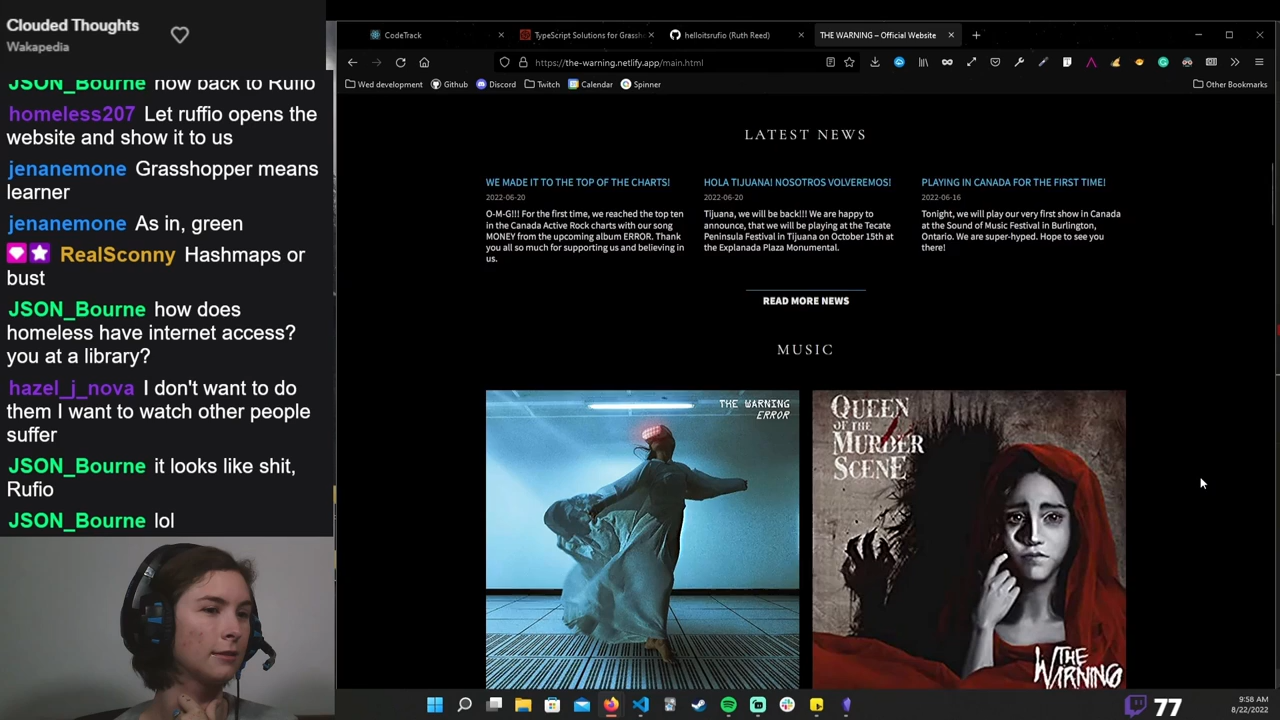 Clouded Thoughts
Wakapedia
JSON_Bourne now back to Rufio
homeless207 Let ruffio opens the
website and show it to us
jenanemone Grasshopper means
learner
jenanemone As in, green
RealSconny Hashmaps or
bust
JSON_Bourne how does
homeless have internet access?
you at a library?
hazel_j_nova I don't want to do
them I want to watch other people
suffer
JSON_Bourne it looks like shit,
Rufio
JSON_Bourne lol
CodeTrack
TypeScript Solutions for Grassh
helloitsrufio (Ruth Reed)
THE WARNING – Official Website
https://the-warning.netlify.app/main.html
Wed development
Github
Discord
Twitch
Calendar
Spinner
Other Bookmarks
LATEST NEWS
WE MADE IT TO THE TOP OF THE CHARTS!
2022-06-20
O-M-G!!! For the first time, we reached the top ten
in the Canada Active Rock charts with our song
MONEY from the upcoming album ERROR. Thank
you all so much for supporting us and believing in
us.
HOLA TIJUANA! NOSOTROS VOLVEREMOS!
2022-06-20
Tijuana, we will be back!!! We are happy to
announce, that we will be playing at the Tecate
Peninsula Festival in Tijuana on October 15th at
the Explanada Plaza Monumental.
PLAYING IN CANADA FOR THE FIRST TIME!
2022-06-16
Tonight, we will play our very first show in Canada
at the Sound of Music Festival in Burlington,
Ontario. We are super-hyped. Hope to see you
there!
READ MORE NEWS
MUSIC
THE WARNING
ERROR
QUEEN
OF THE
MURDER
SCENE
THE
WARNING
77
9:58 AM
8/22/2022